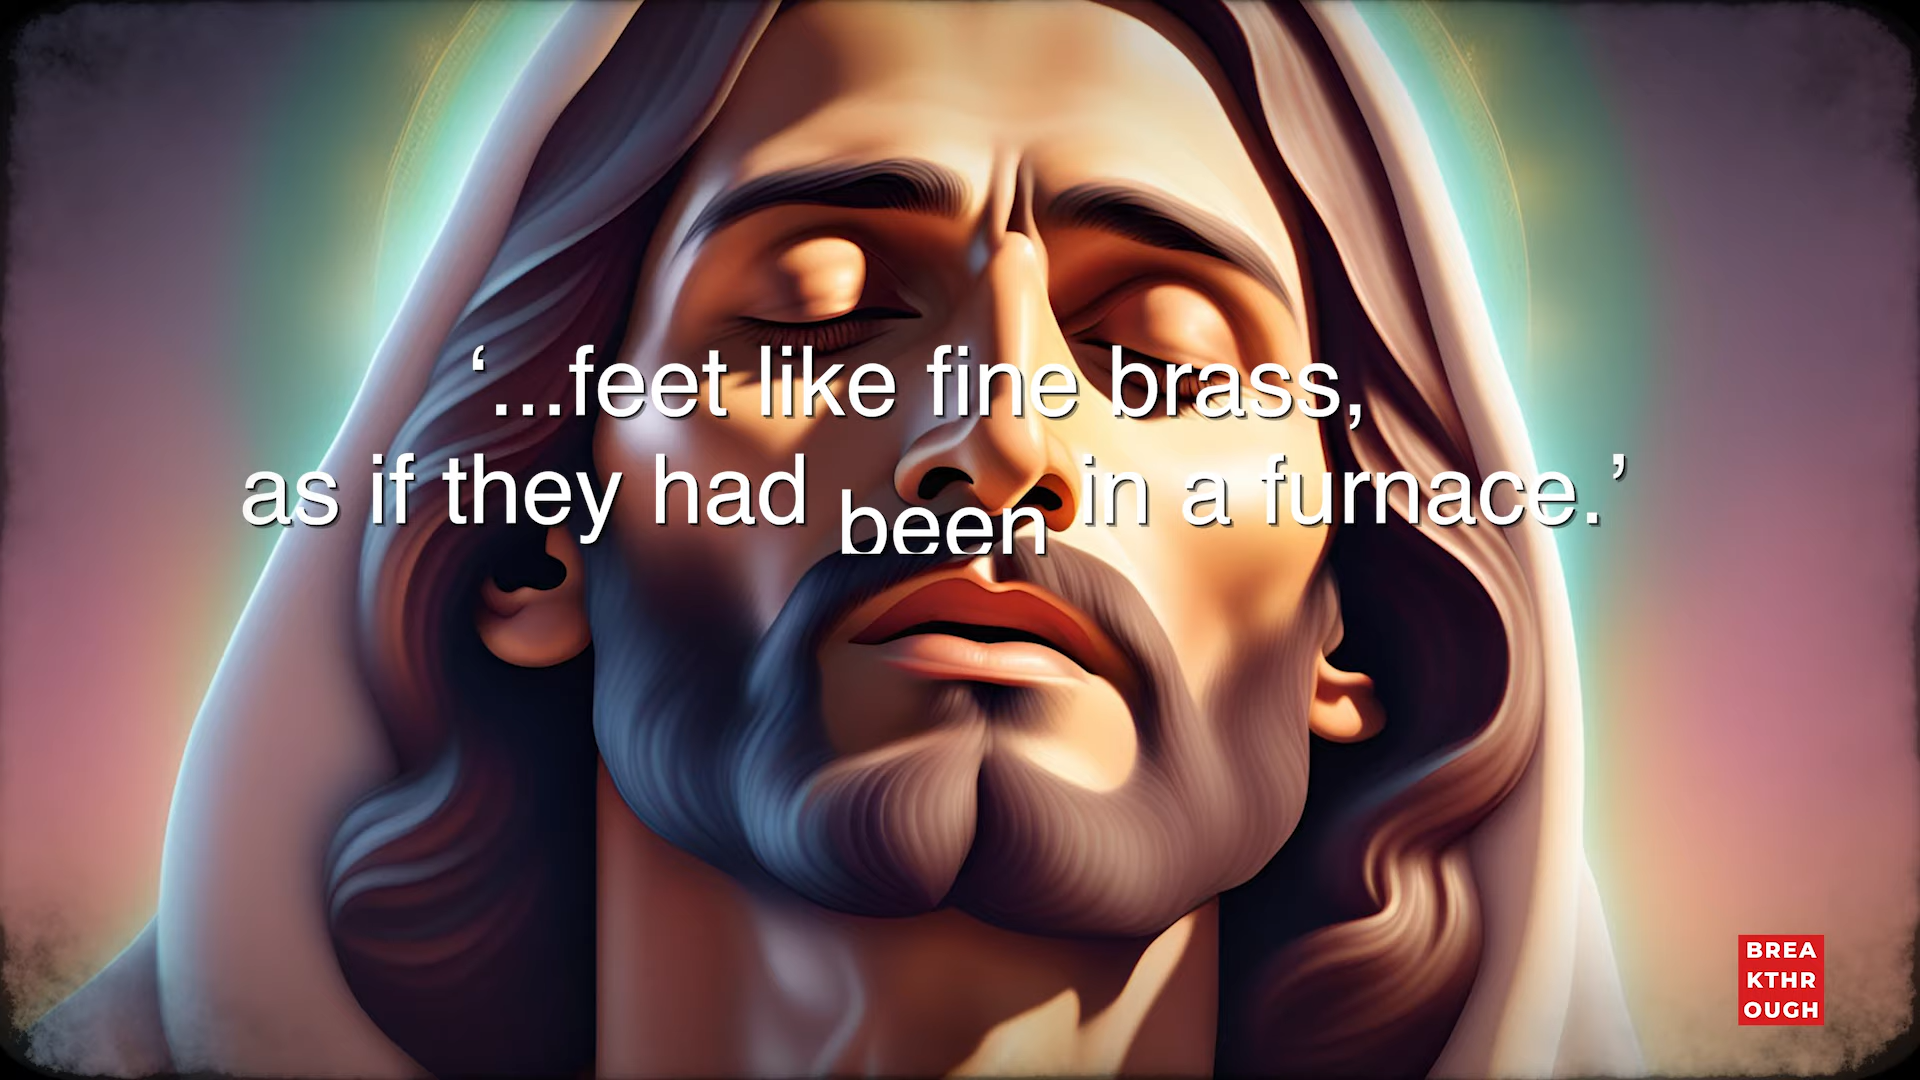 ‘...feet like fine brass,
as if they had been in a furnace.’
BREA
KTHR
OUGH